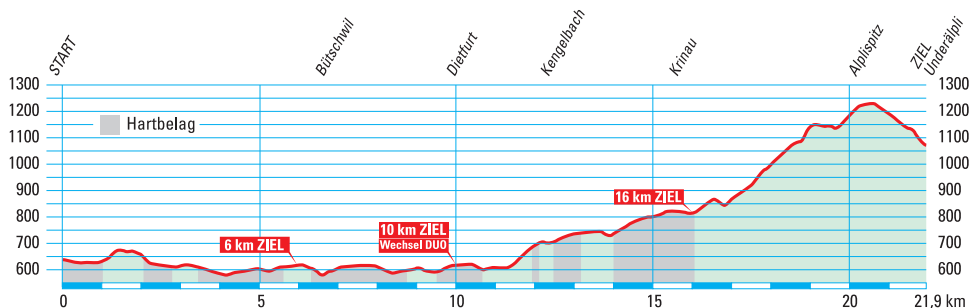 START
Bütschwil
Dietfurt
Kengelbach
Krinau
Alplispitz
ZIEL
Underälpli
1300
1200
1100
1000
900
800
700
600
Hartbelag
6 km ZIEL
10 km ZIEL
Wechsel DUO
16 km ZIEL
1300
1200
1100
1000
900
800
700
600
0 5 10 15 20 21,9 km